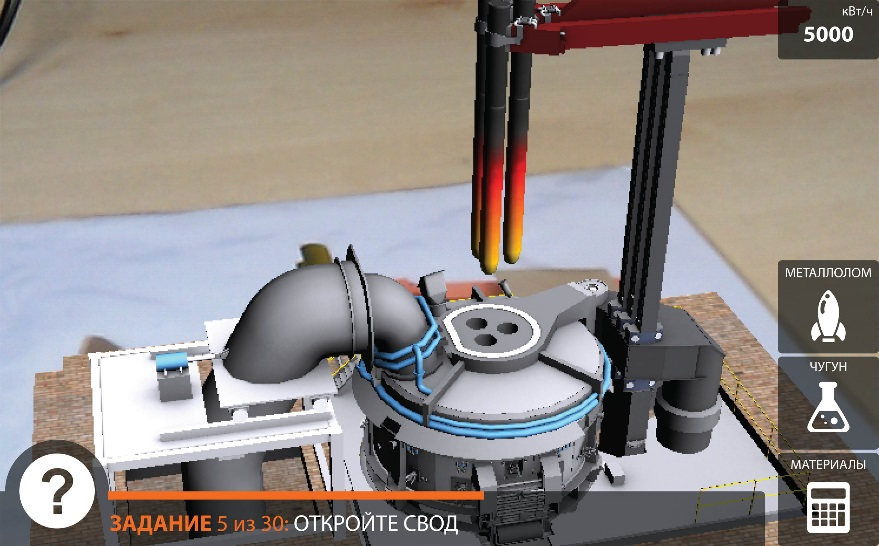 кВт/ч
5000
МЕТАЛЛОЛОМ
ЧУГУН
МАТЕРИАЛЫ
?
ЗАДАНИЕ 5 из 30: ОТКРОЙТЕ СВОД